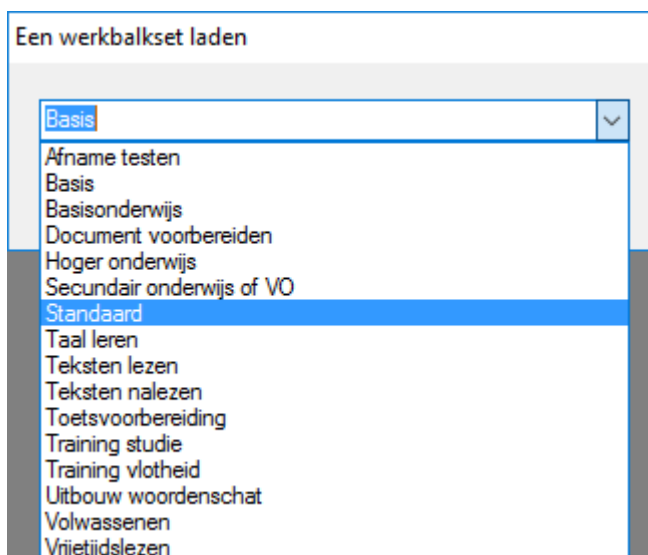 Een werkbalkset laden
Basis
Afname testen
Basis
Basisonderwijs
Document voorbereiden
Hoger onderwijs
Secundair onderwijs of VO
Standaard
Taal leren
Teksten lezen
Teksten nalezen
Toetsvoorbereiding
Training studie
Training vlotheid
Uitbouw woordenschat
Volwassenen
Vrijetijdslezen